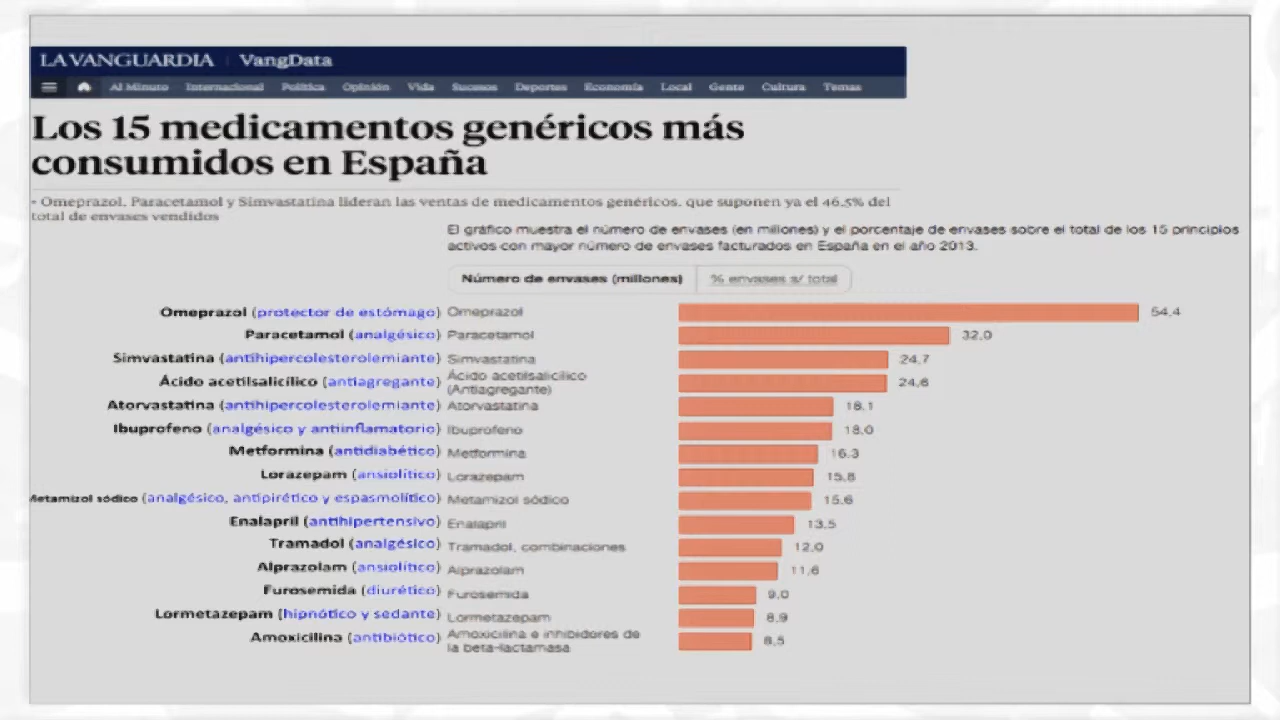 LA VANGUARDIA | VangData
Al Minuto Internacional Política Opinión Vida Sucesos Deportes Economía Local Gente Cultura Temas
Los 15 medicamentos genéricos más
consumidos en España
- Omeprazol, Paracetamol y Simvastatina lideran las ventas de medicamentos genéricos, que suponen ya el 46,5% del
total de envases vendidos
El gráfico muestra el número de envases (en millones) y el porcentaje de envases sobre el total de los 15 principios
activos con mayor número de envases facturados en España en el año 2013.
Número de envases (millones) % envases s/ total
Omeprazol (protector de estómago) Omeprazol 54,4
Paracetamol (analgésico) Paracetamol 32,0
Simvastatina (antihipercolesterolemiante) Simvastatina 24,7
Ácido acetilsalicílico (antiagregante) Ácido acetilsalicílico
(Antiagregante) 24,6
Atorvastatina (antihipercolesterolemiante) Atorvastatina 18,1
Ibuprofeno (analgésico y antiinflamatorio) Ibuprofeno 18,0
Metformina (antidiabético) Metformina 16,3
Lorazepam (ansiolítico) Lorazepam 15,8
Metamizol sódico (analgésico, antipirético y espasmolítico) Metamizol sódico 15,6
Enalapril (antihipertensivo) Enalapril 13,5
Tramadol (analgésico) Tramadol, combinaciones 12,0
Alprazolam (ansiolítico) Alprazolam 11,6
Furosemida (diurético) Furosemida 9,0
Lormetazepam (hipnótico y sedante) Lormetazepam 8,9
Amoxicilina (antibiótico) Amoxicilina e inhibidores de
la beta-lactamasa 8,5